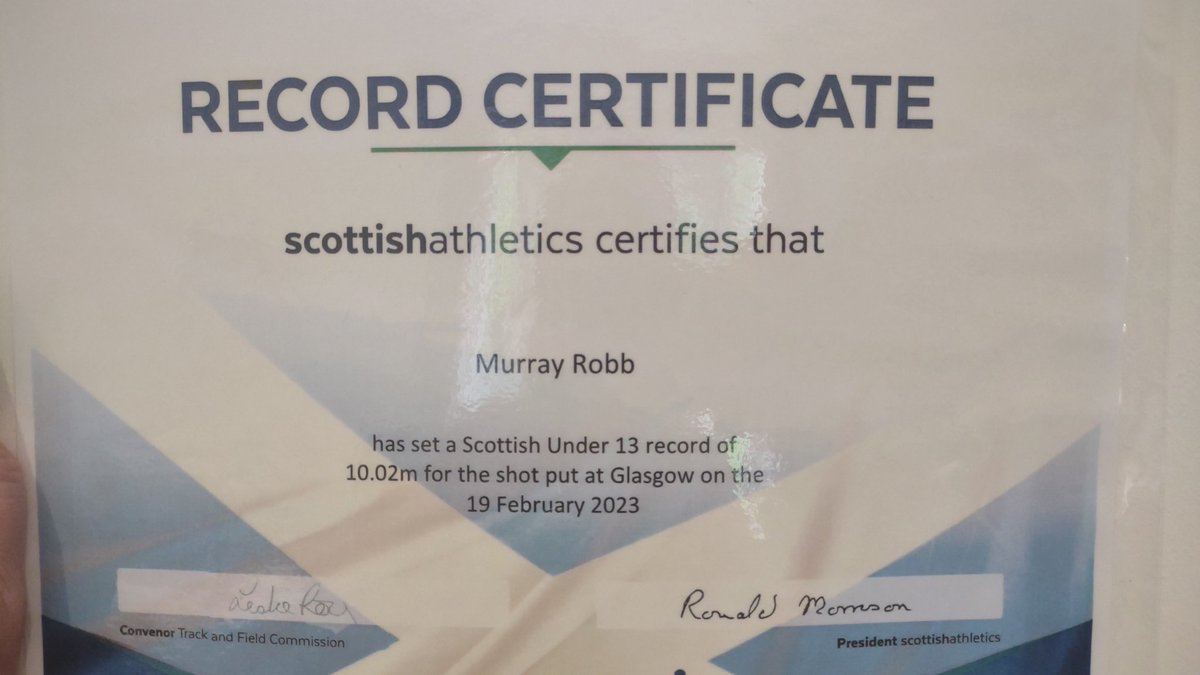 RECORD CERTIFICATE
scottishathletics certifies that
Murray Robb
has set a Scottish Under 13 record of
10.02m for the shot put at Glasgow on the
19 February 2023
Ronald Morrison
Convenor Track and Field Commission
President scottishathletics